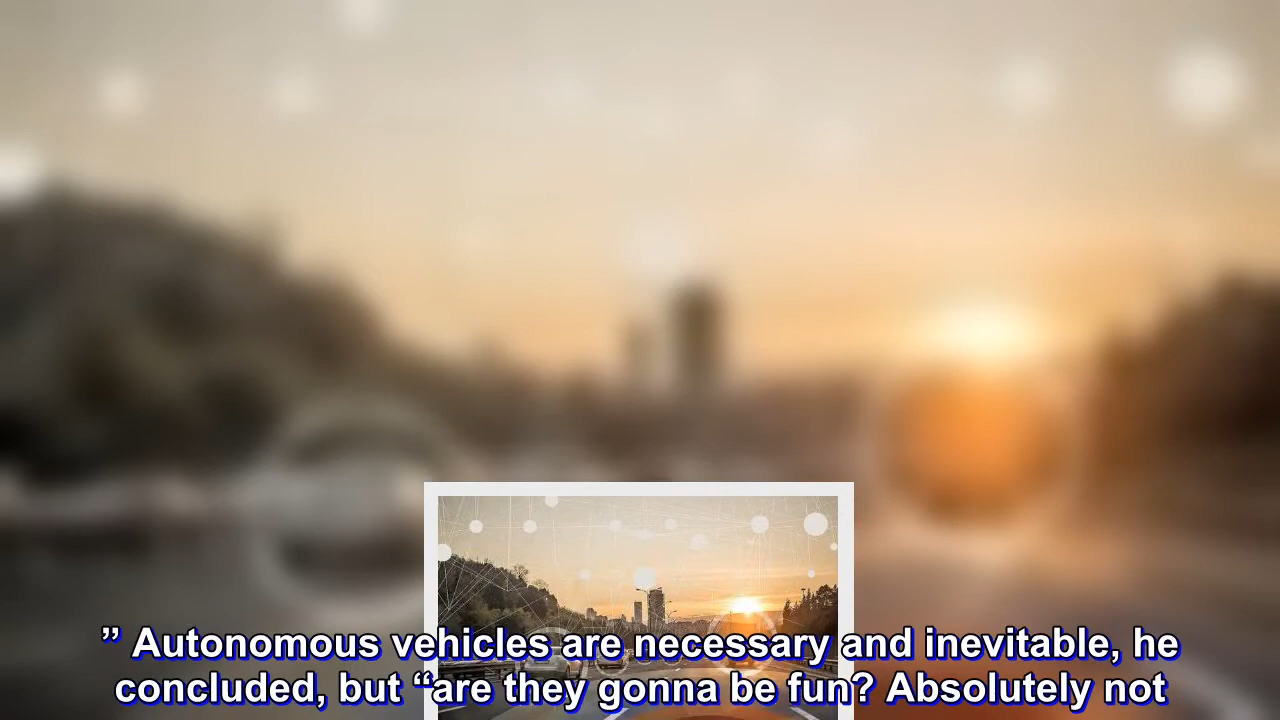 ” Autonomous vehicles are necessary and inevitable, he
concluded, but “are they gonna be fun? Absolutely not